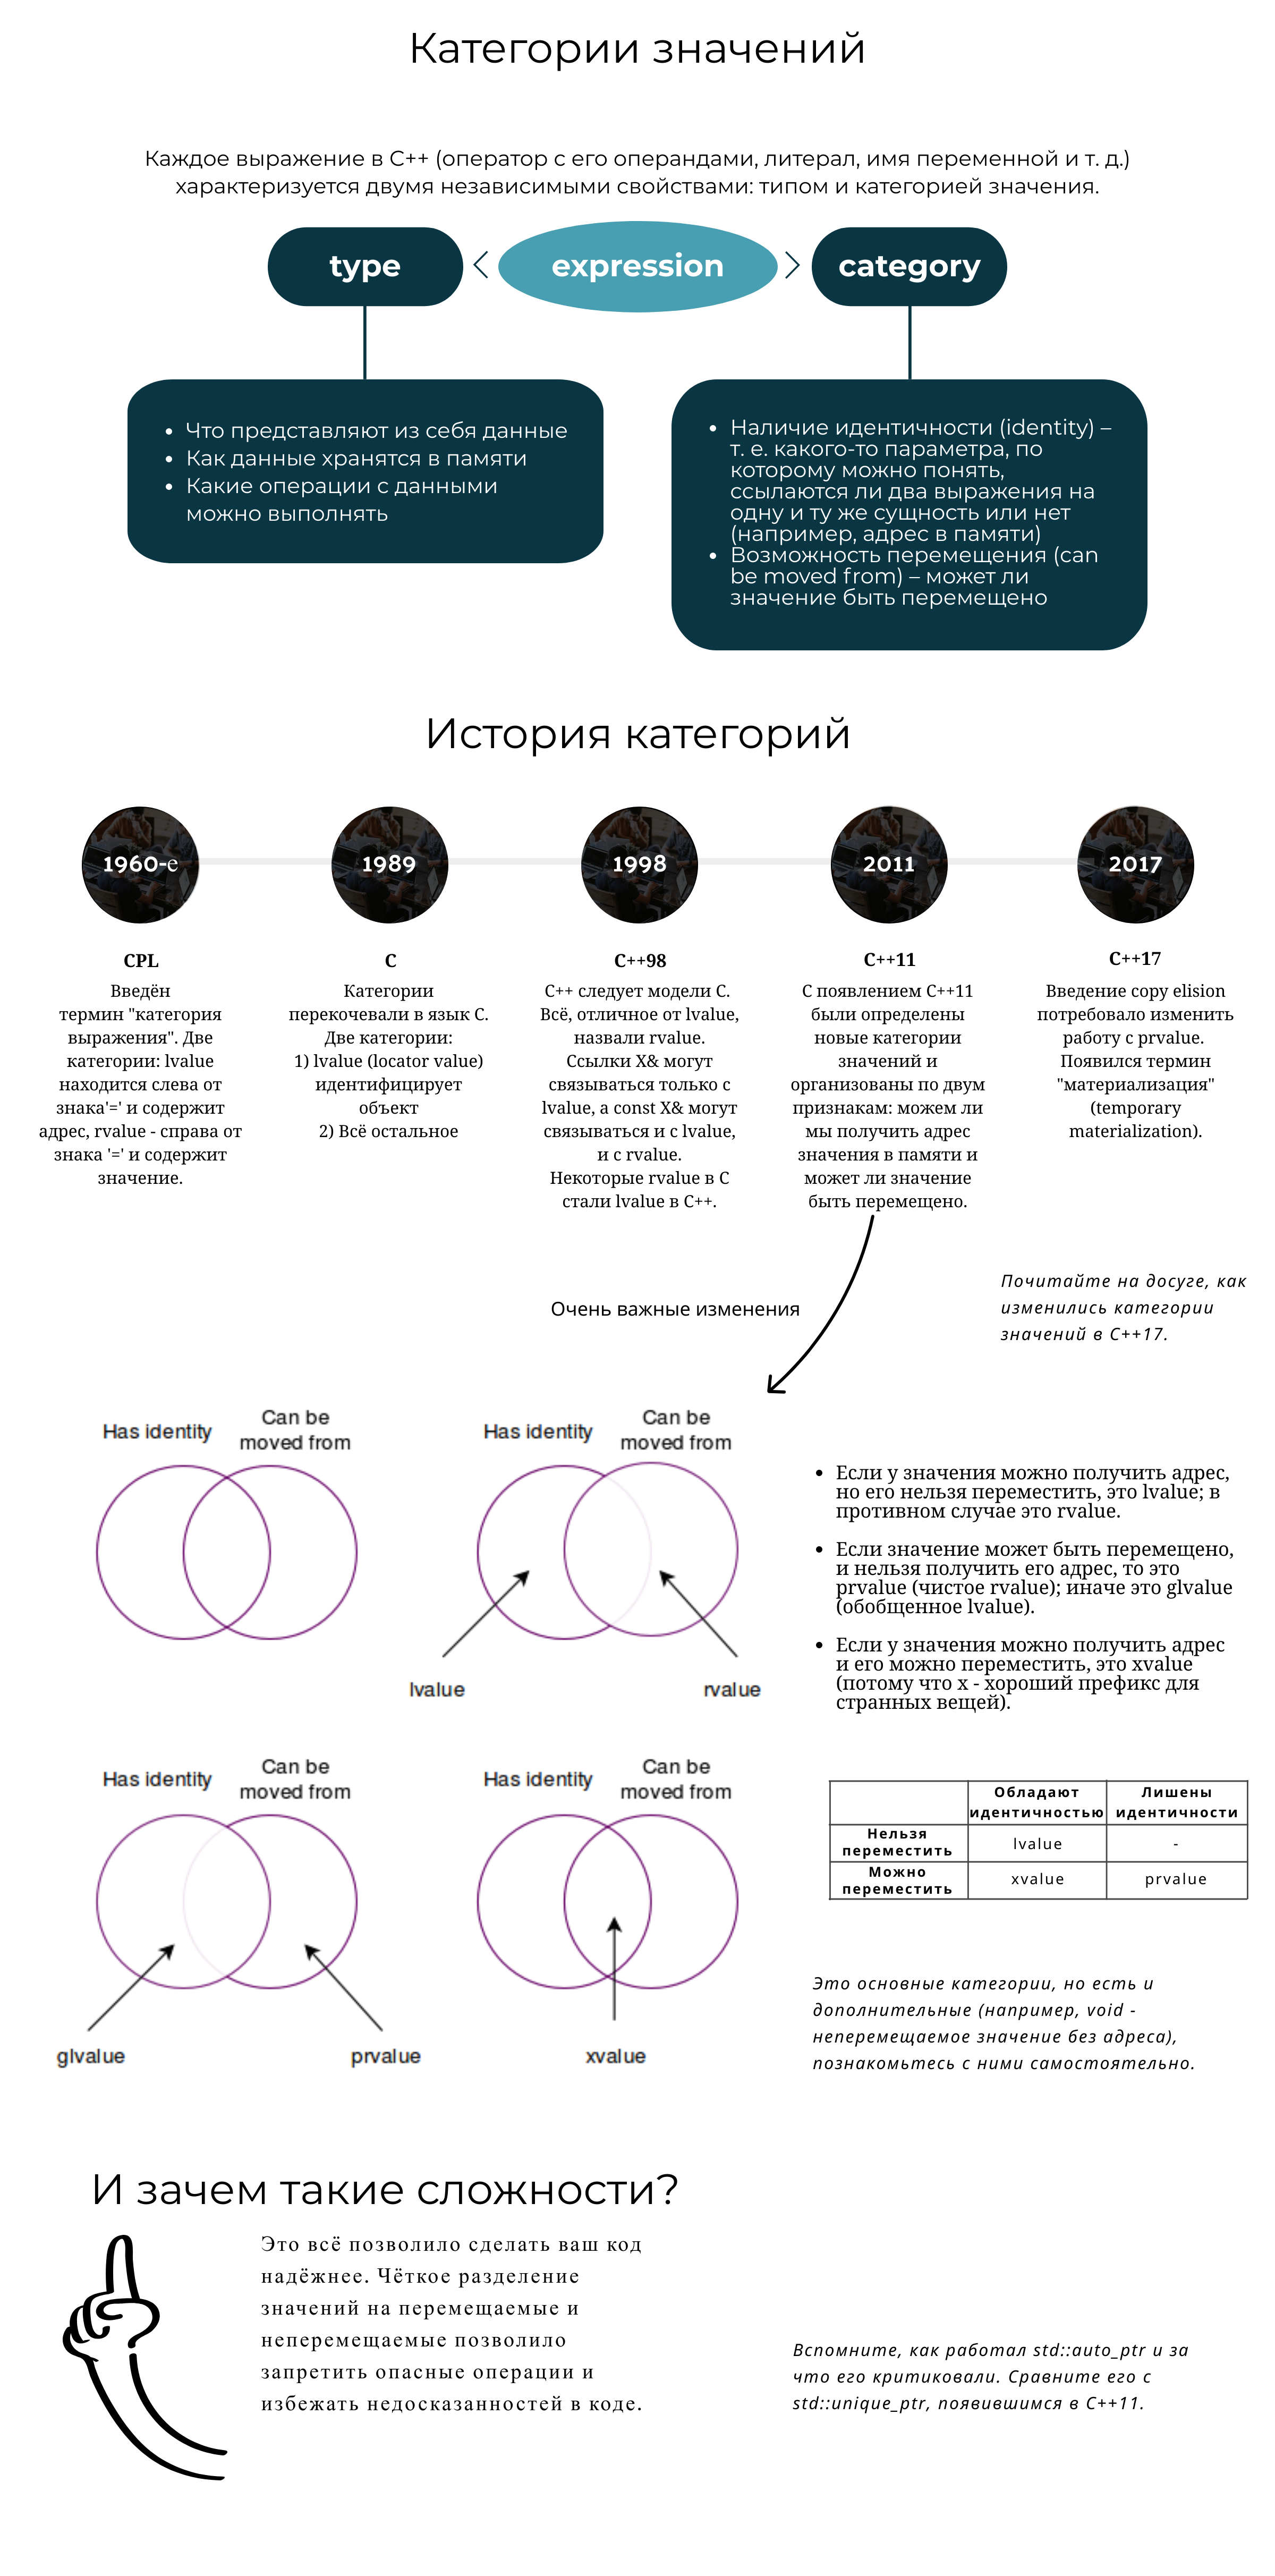 Категории значений
Каждое выражение в C++ (оператор с его операндами, литерал, имя переменной и т. д.)
характеризуется двумя независимыми свойствами: типом и категорией значения.
type
expression
category
Что представляют из себя данные
Как данные хранятся в памяти
Какие операции с данными
можно выполнять
Наличие идентичности (identity) –
т. е. какого-то параметра, по
которому можно понять,
ссылаются ли два выражения на
одну и ту же сущность или нет
(например, адрес в памяти)
Возможность перемещения (can
be moved from) – может ли
значение быть перемещено
История категорий
1960-е
1989
1998
2011
2017
CPL
Введён
термин "категория
выражения". Две
категории: lvalue
находится слева от
знака'=' и содержит
адрес, rvalue - справа от
знака '=' и содержит
значение.
C
Категории
перекочевали в язык C.
Две категории:
1) lvalue (locator value)
идентифицирует
объект
2) Всё остальное
C++98
C++ следует модели C.
Всё, отличное от lvalue,
назвали rvalue.
Ссылки X& могут
связываться только с
lvalue, а const X& могут
связываться и с lvalue,
и с rvalue.
Некоторые rvalue в C
стали lvalue в C++.
C++11
С появлением C++11
были определены
новые категории
значений и
организованы по двум
признакам: можем ли
мы получить адрес
значения в памяти и
может ли значение
быть перемещено.
C++17
Введение copy elision
потребовало изменить
работу с prvalue.
Появился термин
"материализация"
(temporary
materialization).
Очень важные изменения
Почитайте на досуге, как
изменились категории
значений в C++17.
Has identity
Can be
moved from
Has identity
Can be
moved from
lvalue
rvalue
Если у значения можно получить адрес,
но его нельзя переместить, это lvalue; в
противном случае это rvalue.
Если значение может быть перемещено,
и нельзя получить его адрес, то это
prvalue (чистое rvalue); иначе это glvalue
(обобщенное lvalue).
Если у значения можно получить адрес
и его можно переместить, это xvalue
(потому что x - хороший префикс для
странных вещей).
Has identity
Can be
moved from
glvalue
prvalue
Has identity
Can be
moved from
xvalue
Обладают
идентичностью
Лишены
идентичности
Нельзя
переместить
lvalue
-
Можно
переместить
xvalue
prvalue
Это основные категории, но есть и
дополнительные (например, void -
неперемещаемое значение без адреса),
познакомьтесь с ними самостоятельно.
И зачем такие сложности?
Это всё позволило сделать ваш код
надёжнее. Чёткое разделение
значений на перемещаемые и
неперемещаемые позволило
запретить опасные операции и
избежать недосказанностей в коде.
Вспомните, как работал std::auto_ptr и за
что его критиковали. Сравните его с
std::unique_ptr, появившимся в C++11.